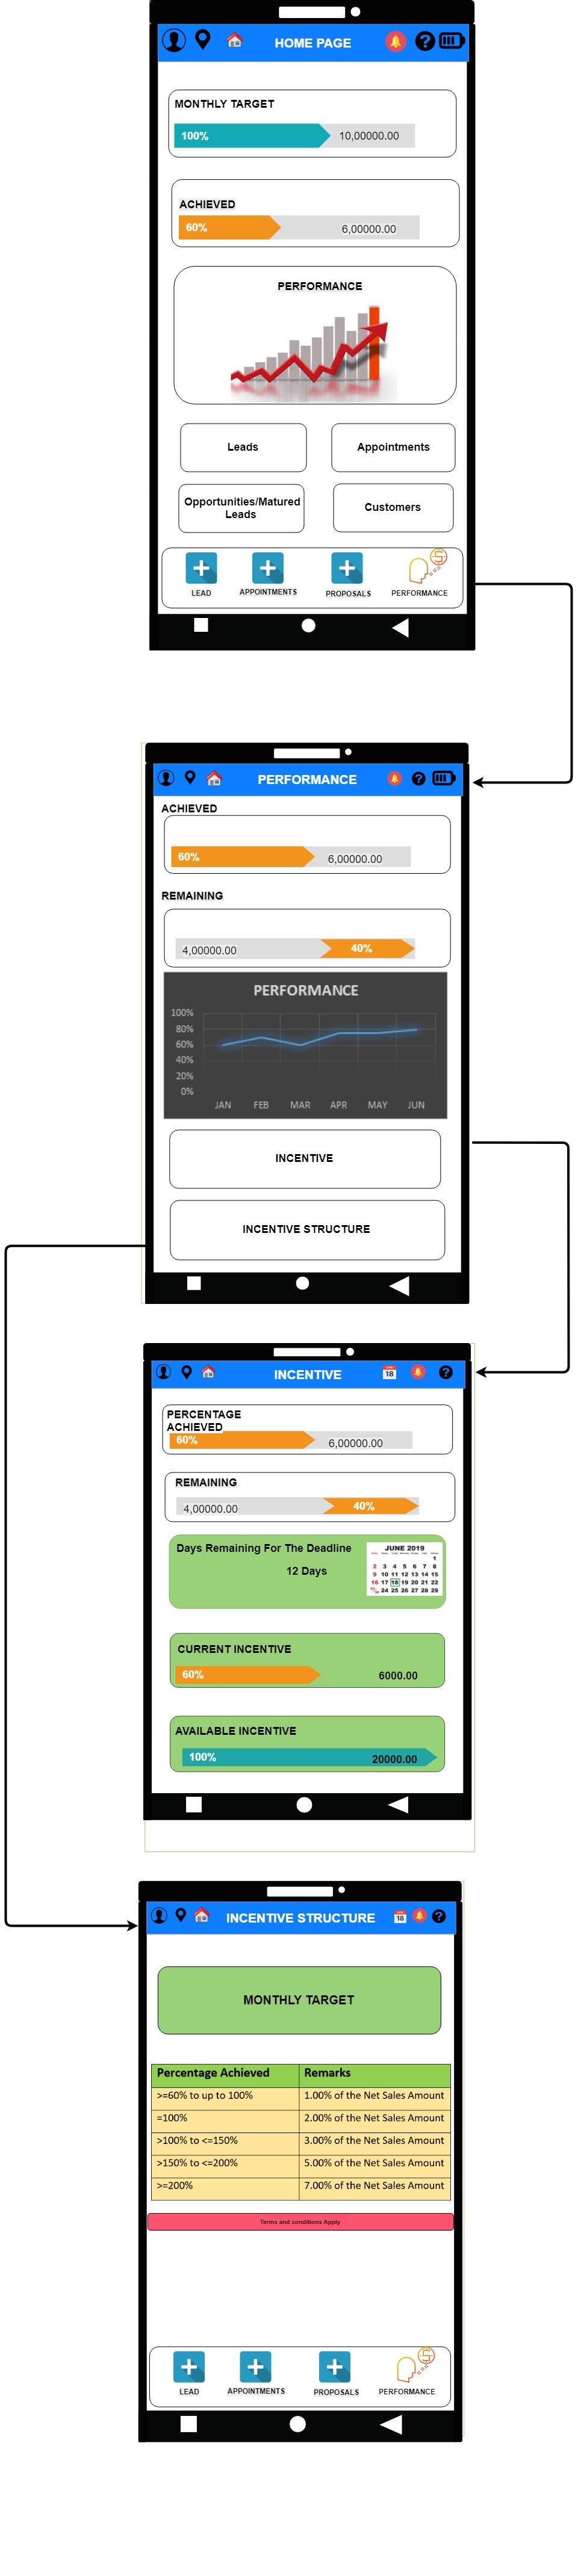 HOME PAGE
MONTHLY TARGET
100%
10,00000.00
ACHIEVED
60%
6,00000.00
PERFORMANCE
Leads
Appointments
Opportunities/Matured
Leads
Customers
LEAD
APPOINTMENTS
PROPOSALS
PERFORMANCE
PERFORMANCE
ACHIEVED
60%
6,00000.00
REMAINING
4,00000.00
40%
PERFORMANCE
100%
80%
60%
40%
20%
0%
JAN FEB MAR APR MAY JUN
INCENTIVE
INCENTIVE STRUCTURE
INCENTIVE
18
PERCENTAGE
ACHIEVED
60%
6,00000.00
REMAINING
4,00000.00
40%
Days Remaining For The Deadline
12 Days
JUNE 2019
1
2 3 4 5 6 7 8
9 10 11 12 13 14 15
16 17 18 19 20 21 22
24 25 26 27 28 29
CURRENT INCENTIVE
60%
6000.00
AVAILABLE INCENTIVE
100%
20000.00
INCENTIVE STRUCTURE
18
MONTHLY TARGET
Percentage Achieved Remarks
>=60% to up to 100% 1.00% of the Net Sales Amount
=100% 2.00% of the Net Sales Amount
>100% to <=150% 3.00% of the Net Sales Amount
>150% to <=200% 5.00% of the Net Sales Amount
>=200% 7.00% of the Net Sales Amount
Terms and conditions Apply
LEAD
APPOINTMENTS
PROPOSALS
PERFORMANCE